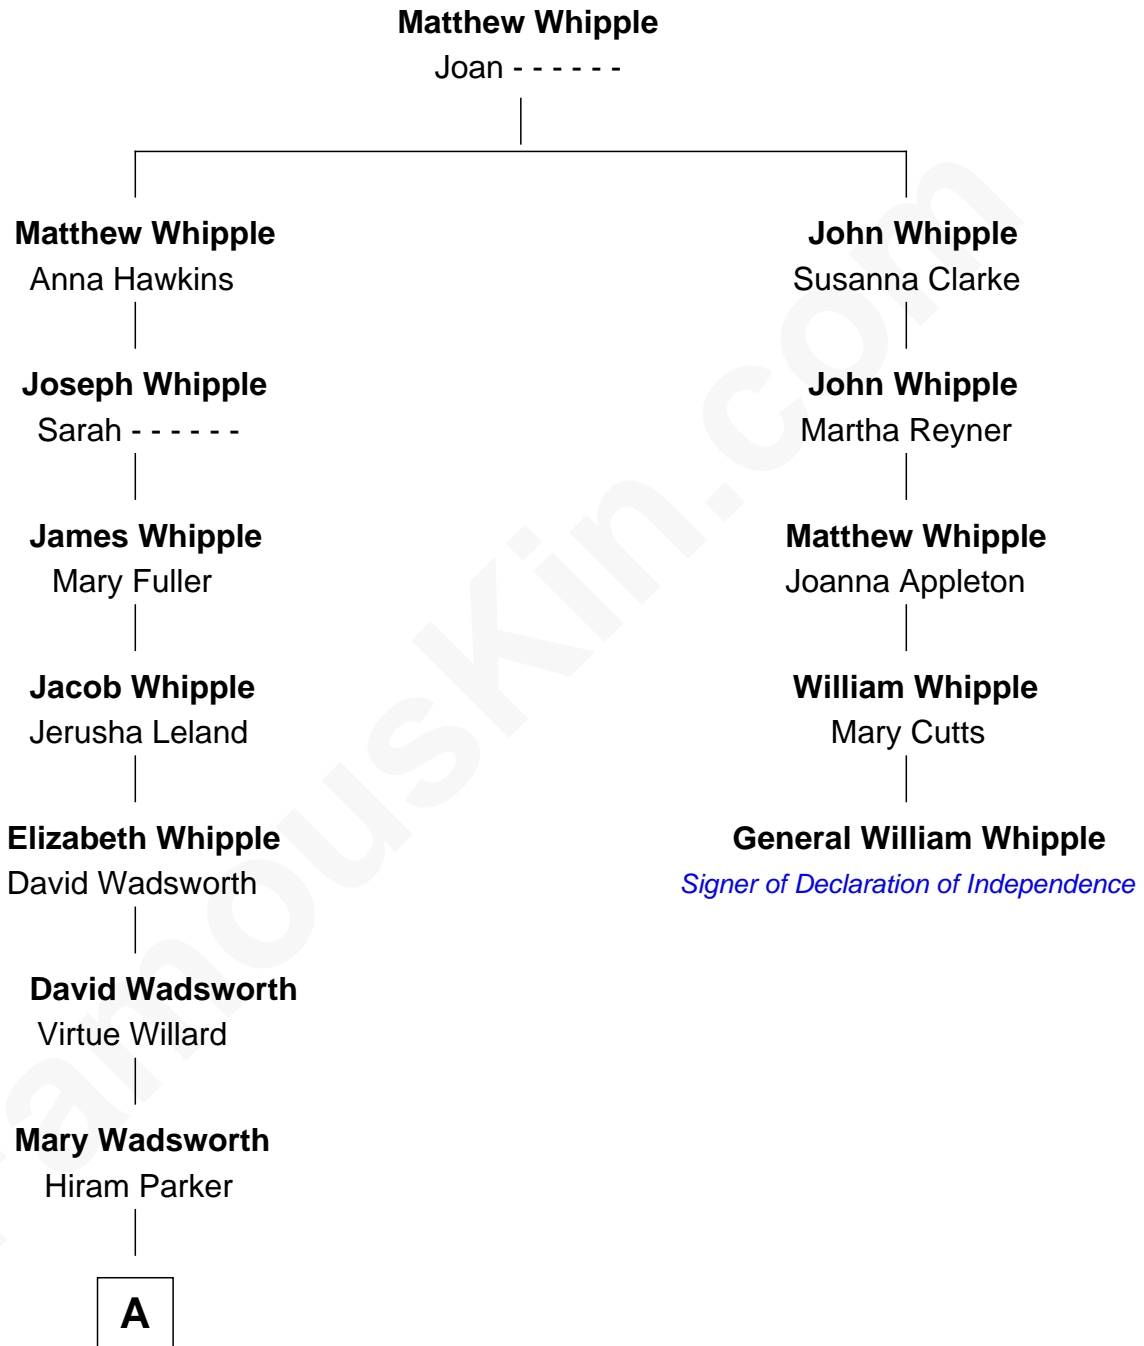 Matthew Whipple
Joan - - - - - -
Matthew Whipple
Anna Hawkins
John Whipple
Susanna Clarke
Joseph Whipple
Sarah - - - - - -
John Whipple
Martha Reyner
James Whipple
Mary Fuller
Matthew Whipple
Joanna Appleton
Jacob Whipple
Jerusha Leland
William Whipple
Mary Cutts
Elizabeth Whipple
David Wadsworth
General William Whipple
Signer of Declaration of Independence
David Wadsworth
Virtue Willard
Mary Wadsworth
Hiram Parker
A
FamousKin.com